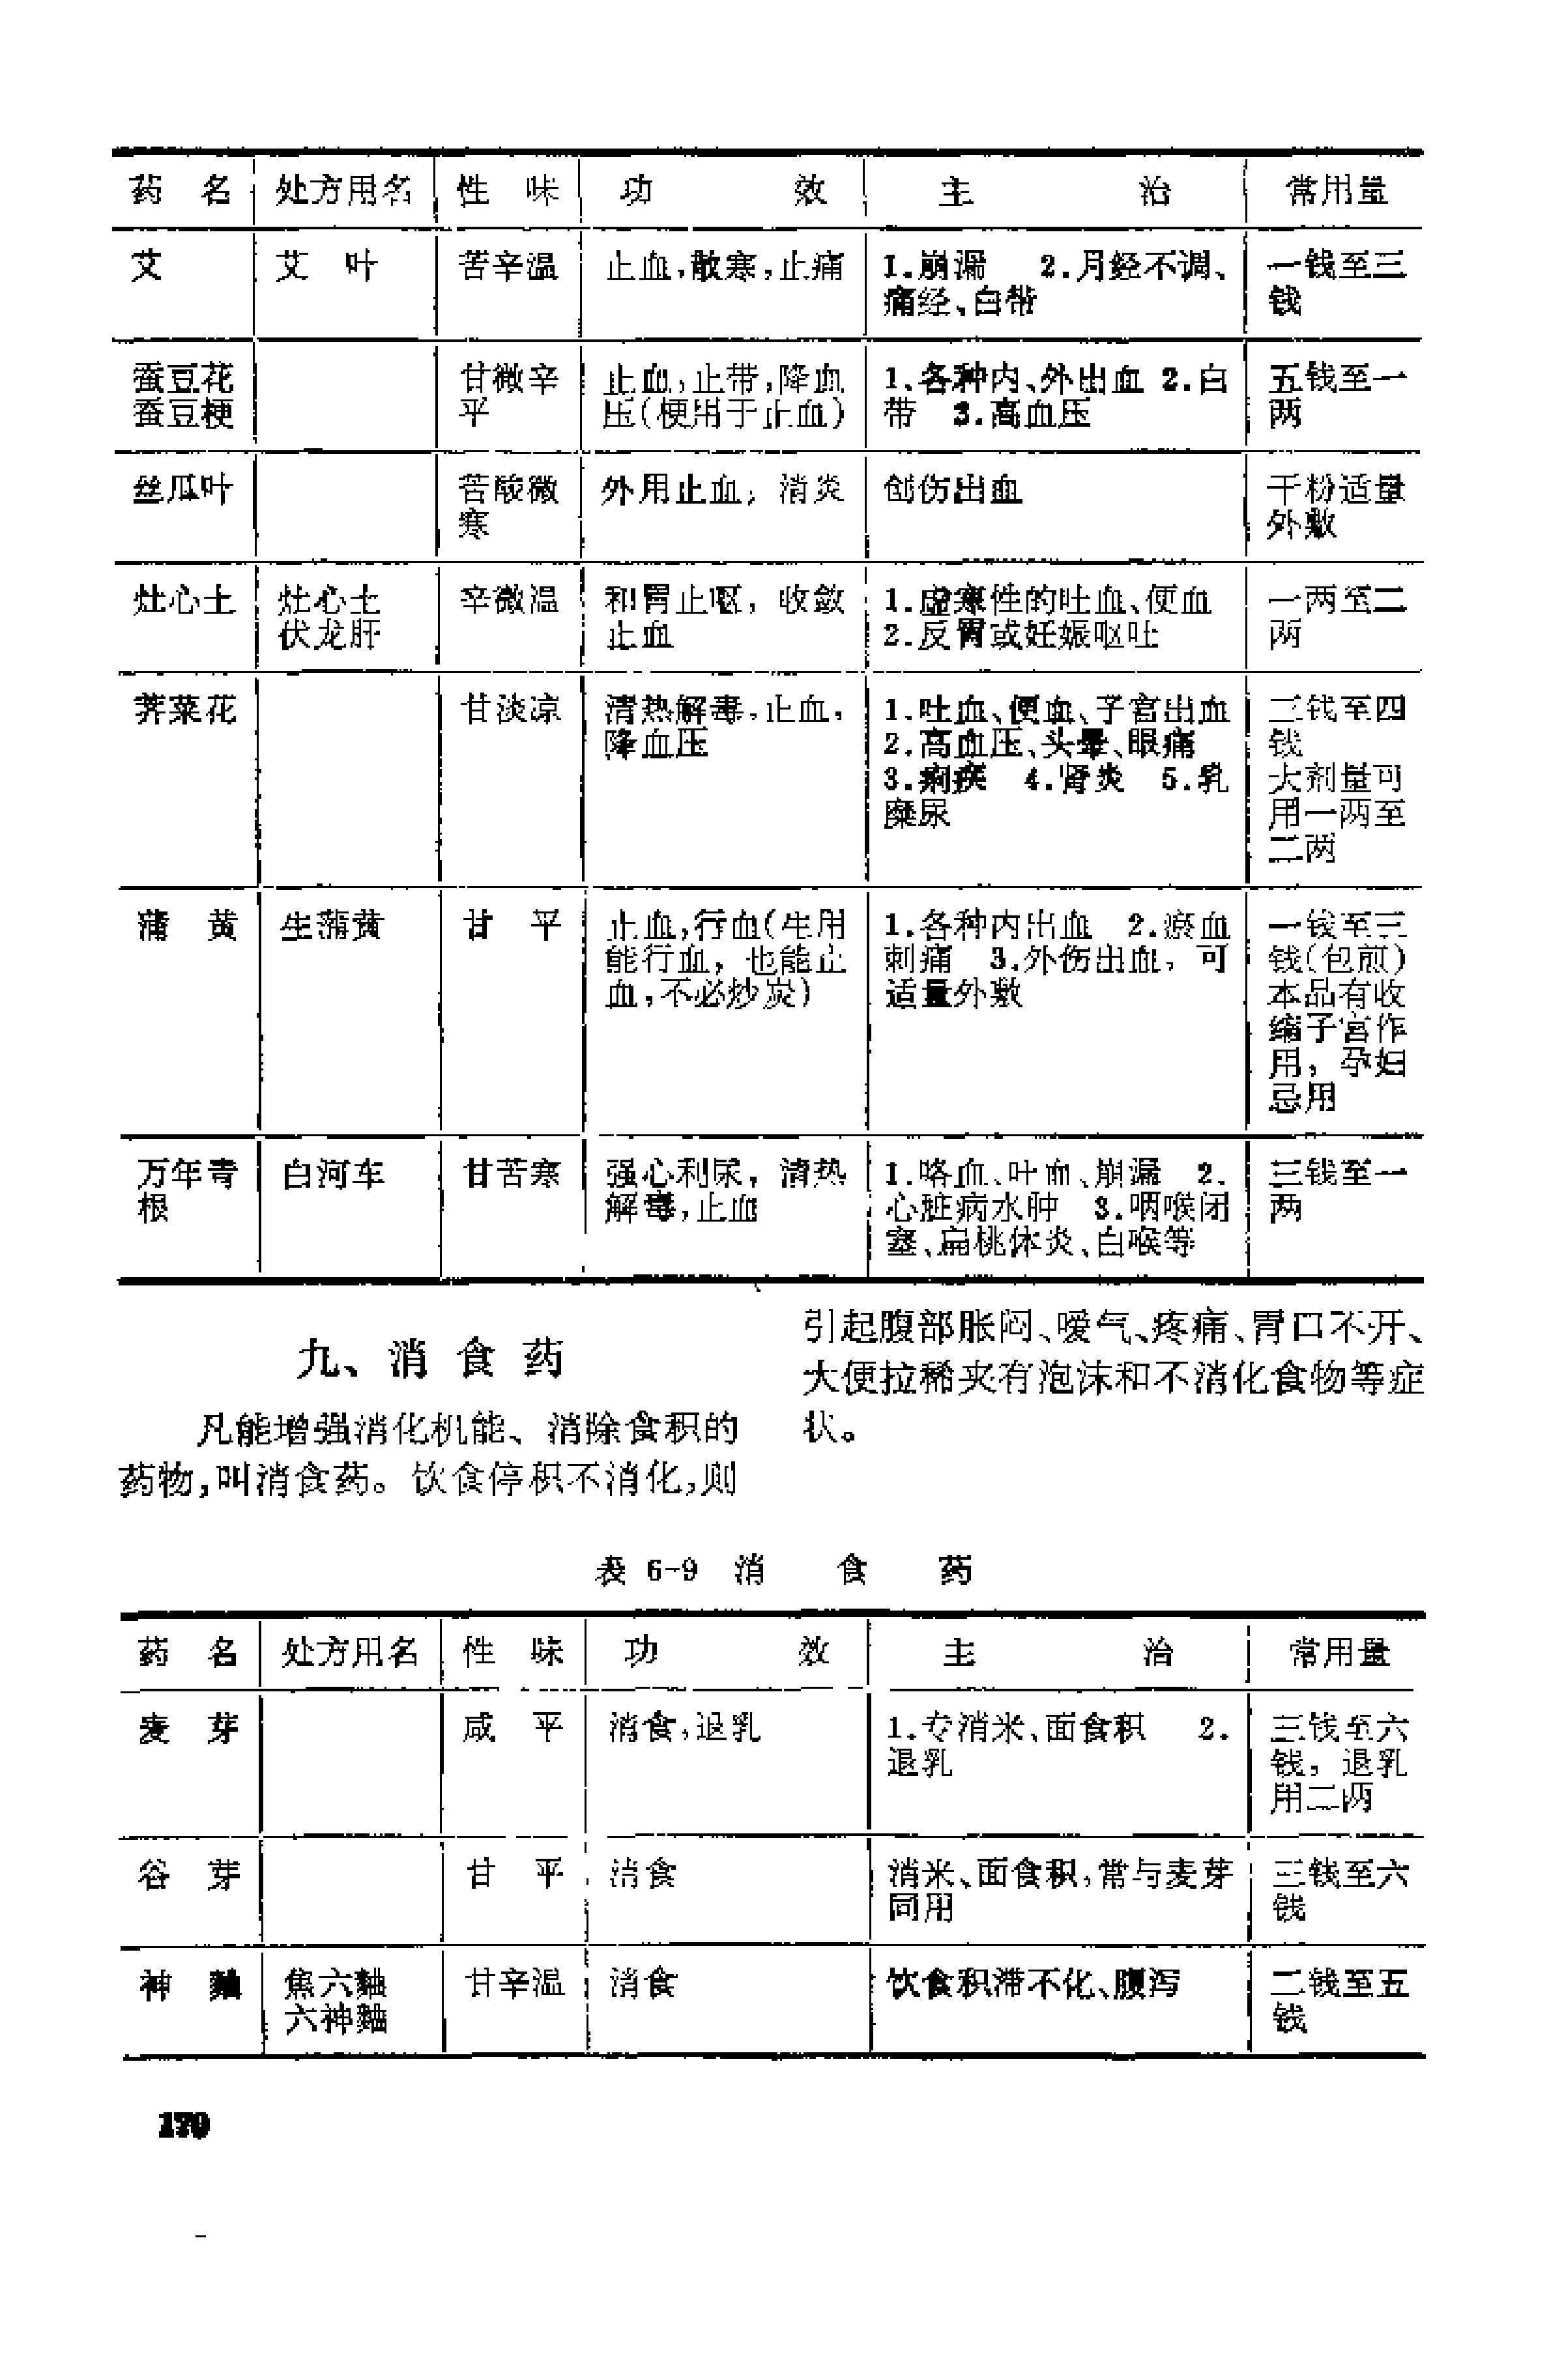 药　名　处方用名　性　味　功　效　主　治　常用量
艾　艾　叶　苦辛温　止血,散寒,止痛　1.崩漏　2.月经不调、　一钱至三
痛经、白带　钱
蚕豆花　甘微辛　止血,止带,降血　1.各种内、外出血 2.白　五钱至一
蚕豆梗　平　压(梗用于止血)　带　3.高血压　两
丝瓜叶　苦酸微　外用止血, 消炎　创伤出血　干粉适量
寒　外敷
灶心土　灶心土　辛微温　和胃止呕, 收敛　1.虚寒性的吐血、便血　一两至二
伏龙肝　止血　2.反胃或妊娠呕吐　两
荠菜花　甘淡凉　清热解毒,止血,　1.吐血、便血、子宫出血　三钱至四
降血压　2.高血压、头晕、眼痛　钱
3.痢疾　4.肾炎　5.乳　大剂量可
糜尿　用一两至
二两
蒲　黄　生蒲黄　甘　平　止血,行血(生用　1.各种内出血　2.瘀血　一钱至三
能行血, 也能止　刺痛　3.外伤出血, 可　钱(包煎)
血,不必炒炭)　适量外敷　本品有收
缩子宫作
用, 孕妇
忌用
万年青　白河车　甘苦寒　强心利尿, 清热　1.咯血、吐血、崩漏　2.　三钱至一
根　解毒,止血　心脏病水肿　3.咽喉闭　两
塞、扁桃体炎、白喉等
九、消 食 药
凡能增强消化机能、消除食积的
药物,叫消食药。饮食停积不消化,则
引起腹部胀闷、嗳气、疼痛、胃口不开、
大便拉稀夹有泡沫和不消化食物等症
状。
表 6-9　消　食　药
药　名　处方用名　性　味　功　效　主　治　常用量
麦　芽　咸　平　消食,退乳　1.专消米、面食积　2.　三钱至六
退乳　钱, 退乳
用二两
谷　芽　甘　平　消食　消米、面食积,常与麦芽　三钱至六
同用　钱
神　麯　焦六麯　甘辛温　消食　饮食积滞不化、腹泻　二钱至五
六神麯　钱
170